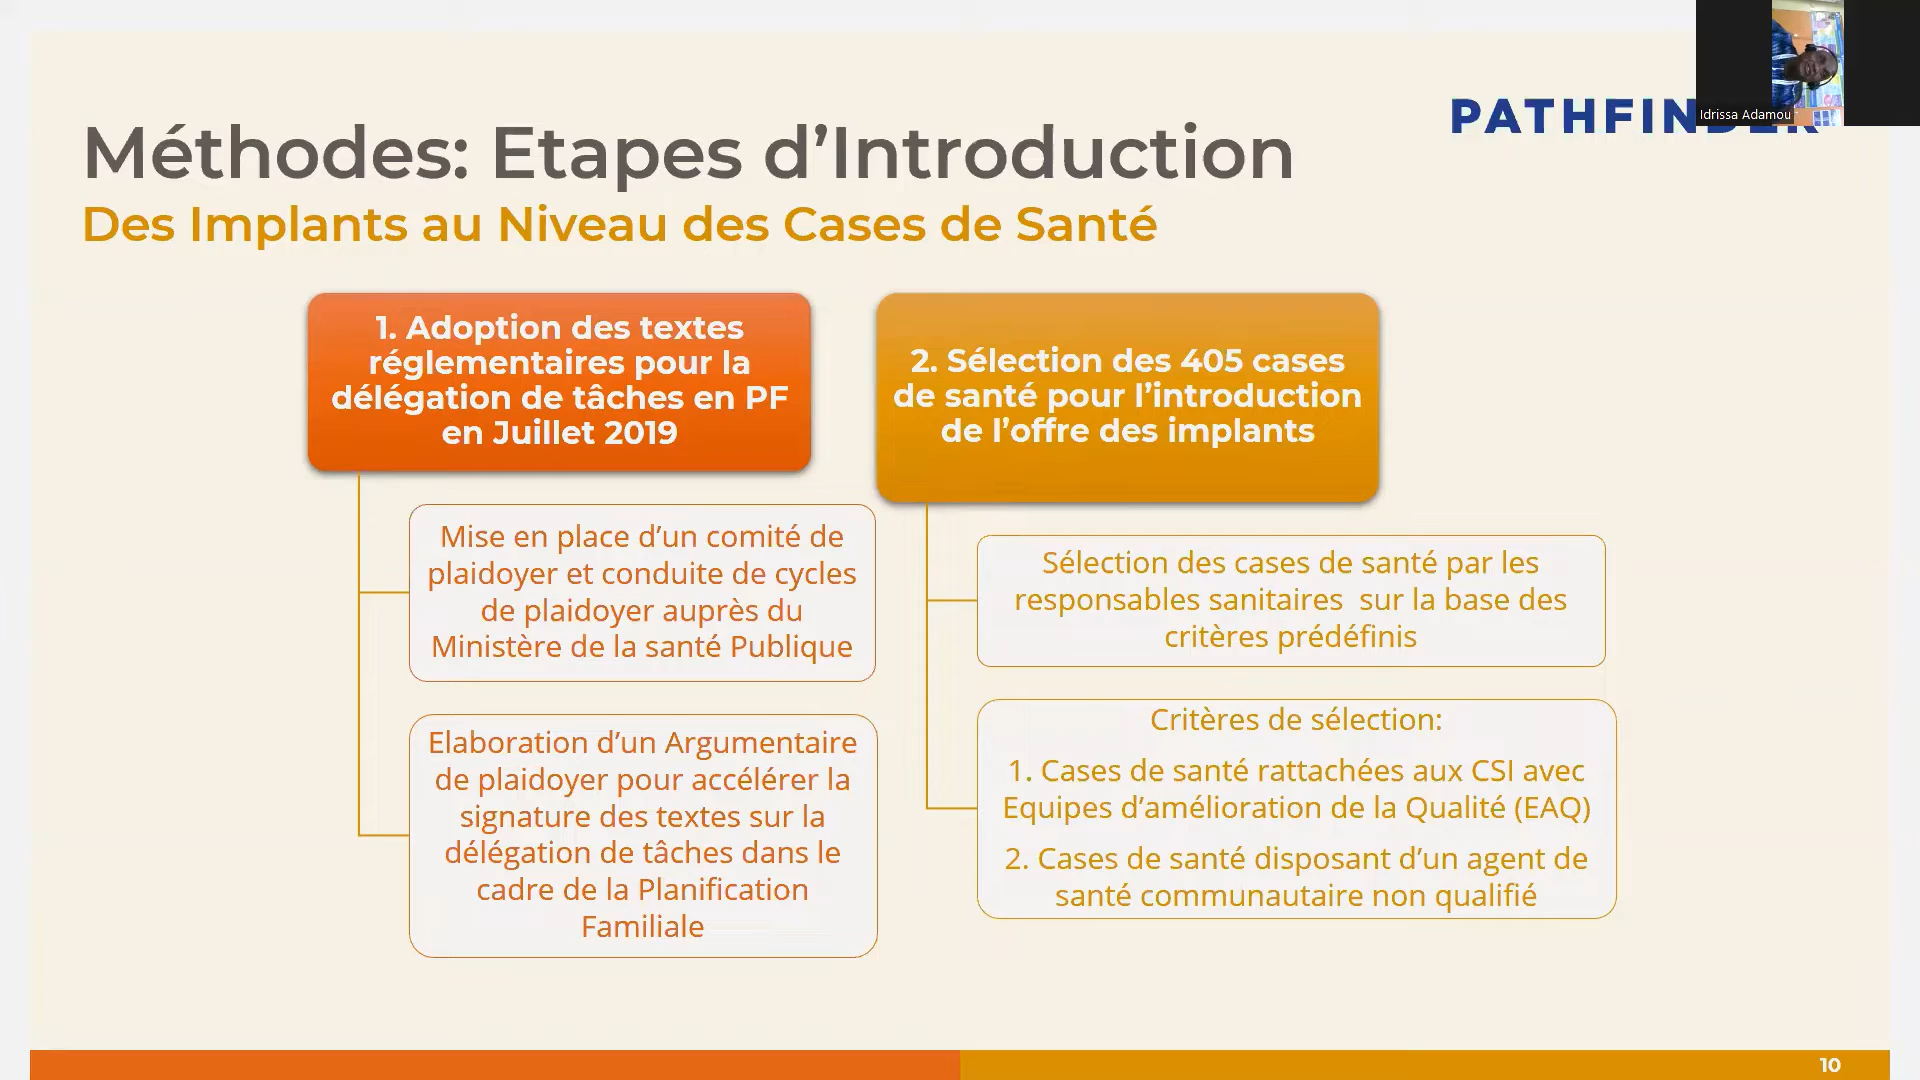 PATHFINDER
Idrissa Adamou
Méthodes: Etapes d’Introduction
Des Implants au Niveau des Cases de Santé
1. Adoption des textes
réglementaires pour la
délégation de tâches en PF
en Juillet 2019
Mise en place d’un comité de
plaidoyer et conduite de cycles
de plaidoyer auprès du
Ministère de la santé Publique
Elaboration d’un Argumentaire
de plaidoyer pour accélérer la
signature des textes sur la
délégation de tâches dans le
cadre de la Planification
Familiale
2. Sélection des 405 cases
de santé pour l’introduction
de l’offre des implants
Sélection des cases de santé par les
responsables sanitaires  sur la base des
critères prédéfinis
Critères de sélection:
1. Cases de santé rattachées aux CSI avec
Equipes d’amélioration de la Qualité (EAQ)
2. Cases de santé disposant d’un agent de
santé communautaire non qualifié
10